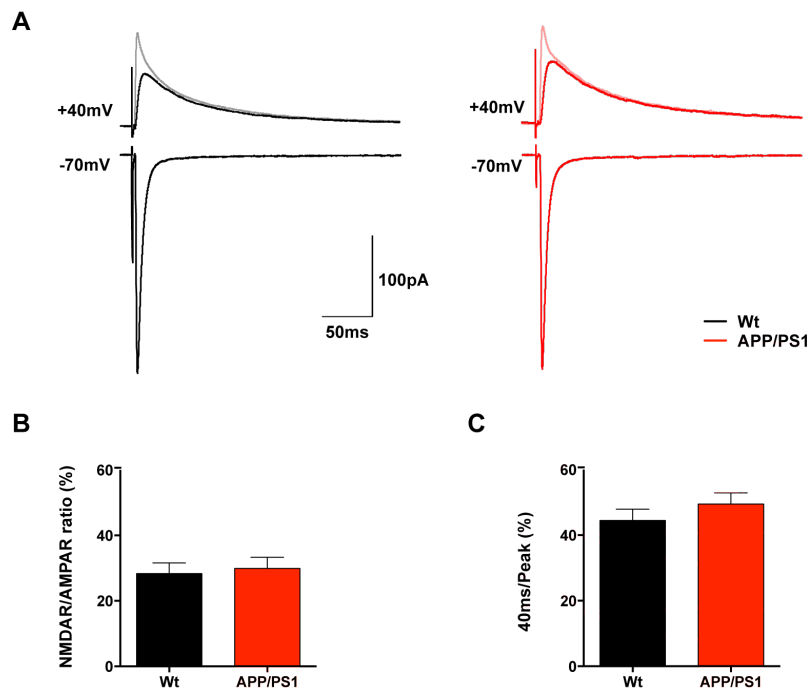 A
+40mV
-70mV
100pA
50ms
+40mV
-70mV
Wt
APP/PS1
B
NMDAR/AMPAR ratio (%)
60
40
20
0
Wt
APP/PS1
C
40ms/Peak (%)
60
40
20
0
Wt
APP/PS1